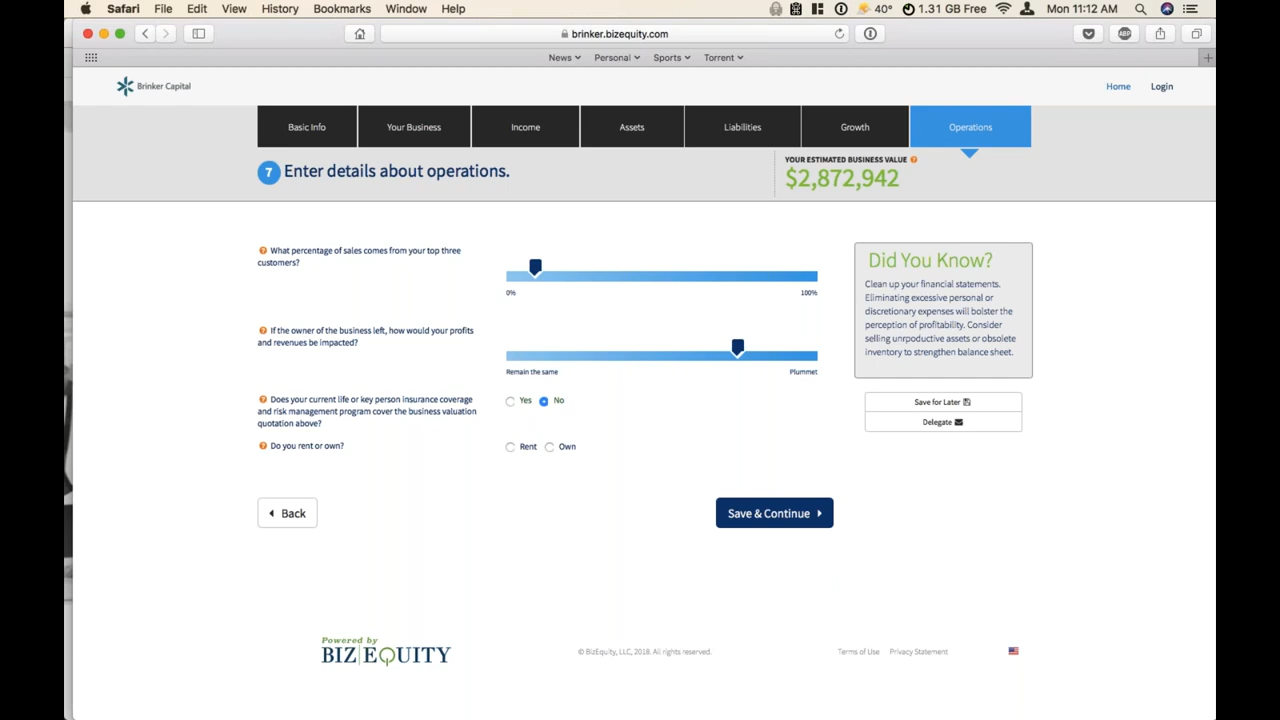 Safari File Edit View History Bookmarks Window Help 40° 1.31 GB Free Mon 11:12 AM
brinker.bizequity.com
ABP
News Personal Sports Torrent
Brinker Capital
Home Login
Basic Info Your Business Income Assets Liabilities Growth Operations
7 Enter details about operations.
YOUR ESTIMATED BUSINESS VALUE ?
$2,872,942
? What percentage of sales comes from your top three
customers?
0% 100%
? If the owner of the business left, how would your profits
and revenues be impacted?
Remain the same Plummet
? Does your current life or key person insurance coverage
and risk management program cover the business valuation
quotation above?
Yes No
? Do you rent or own?
Rent Own
Did You Know?
Clean up your financial statements.
Eliminating excessive personal or
discretionary expenses will bolster the
perception of profitability. Consider
selling unproductive assets or obsolete
inventory to strengthen balance sheet.
Save for Later
Delegate
Back
Save & Continue
Powered by
BIZEQUITY
© BizEquity, LLC, 2018. All rights reserved.
Terms of Use Privacy Statement